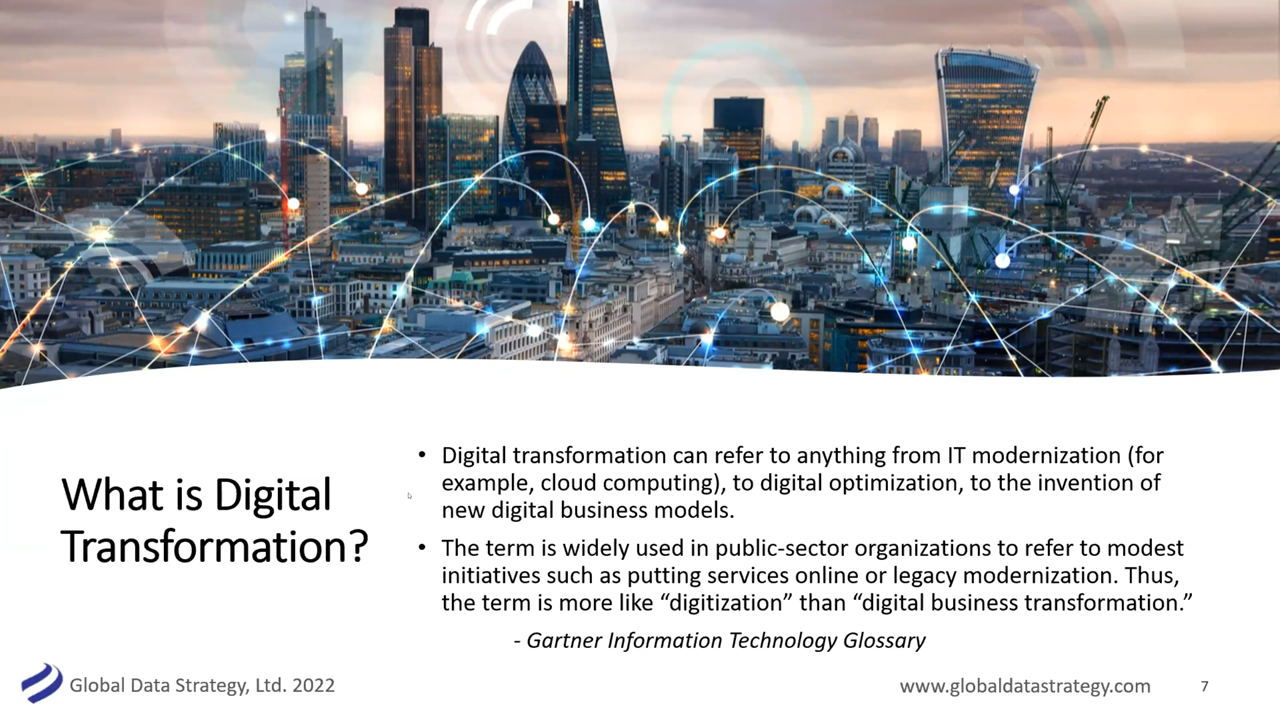 What is Digital
Transformation?
• Digital transformation can refer to anything from IT modernization (for
example, cloud computing), to digital optimization, to the invention of
new digital business models.
• The term is widely used in public-sector organizations to refer to modest
initiatives such as putting services online or legacy modernization. Thus,
the term is more like “digitization” than “digital business transformation.”
- Gartner Information Technology Glossary
Global Data Strategy, Ltd. 2022
www.globaldatastrategy.com
7